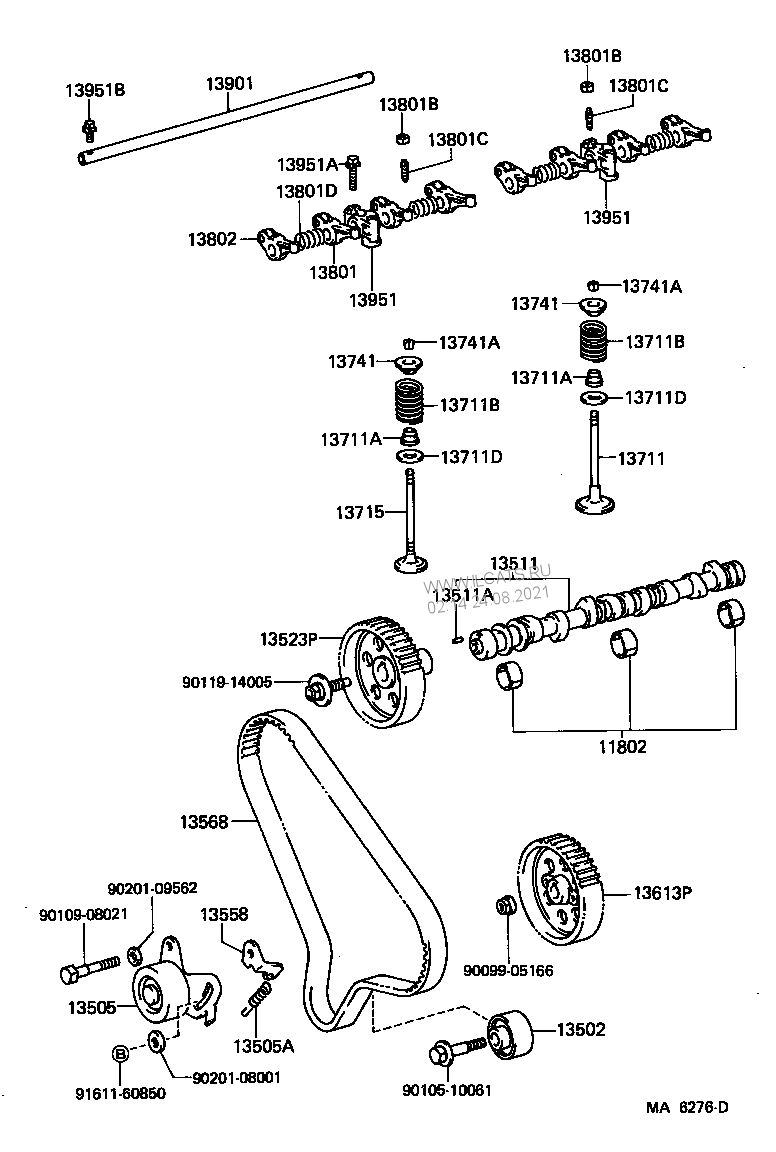 13801B
13901
13951B
13801C
13801B
13801C
13951A
13801D
13951
13802
13801
13951
13741A
13741
13741A
13711B
13741
13711A
13711B
13711D
13711A
13711D
13711
13715
13511
WWW.ILCATS.RU
13511A
02:14 24.08.2021
13523P
90119-14005
11802
13568
90201-09562
13613P
90109-08021
13558
90099-05166
13505
13502
13505A
B
90201-08001
91611-60850
90105-10061
MA 6276-D